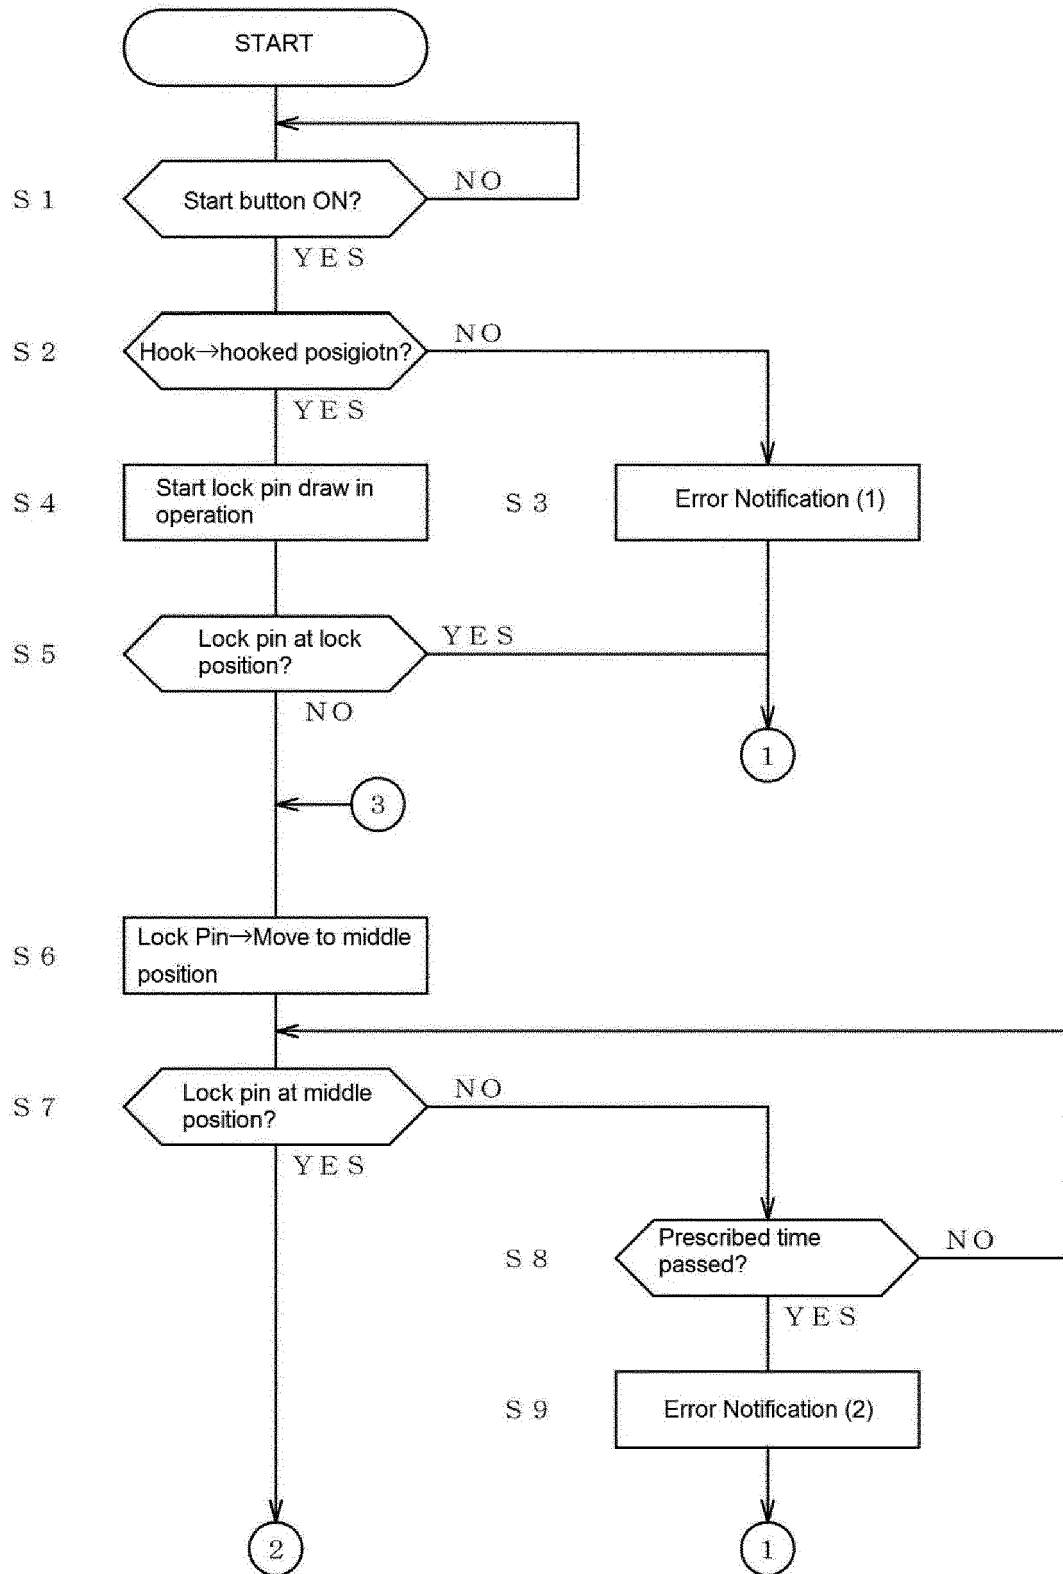 START
S 1
Start button ON?
NO
YES
S 2
Hook→hooked posigiotn?
NO
YES
S 4
Start lock pin draw in
operation
S 3
Error Notification (1)
S 5
Lock pin at lock
position?
YES
NO
1
3
S 6
Lock Pin→Move to middle
position
S 7
Lock pin at middle
position?
NO
YES
S 8
Prescribed time
passed?
NO
YES
S 9
Error Notification (2)
2
1